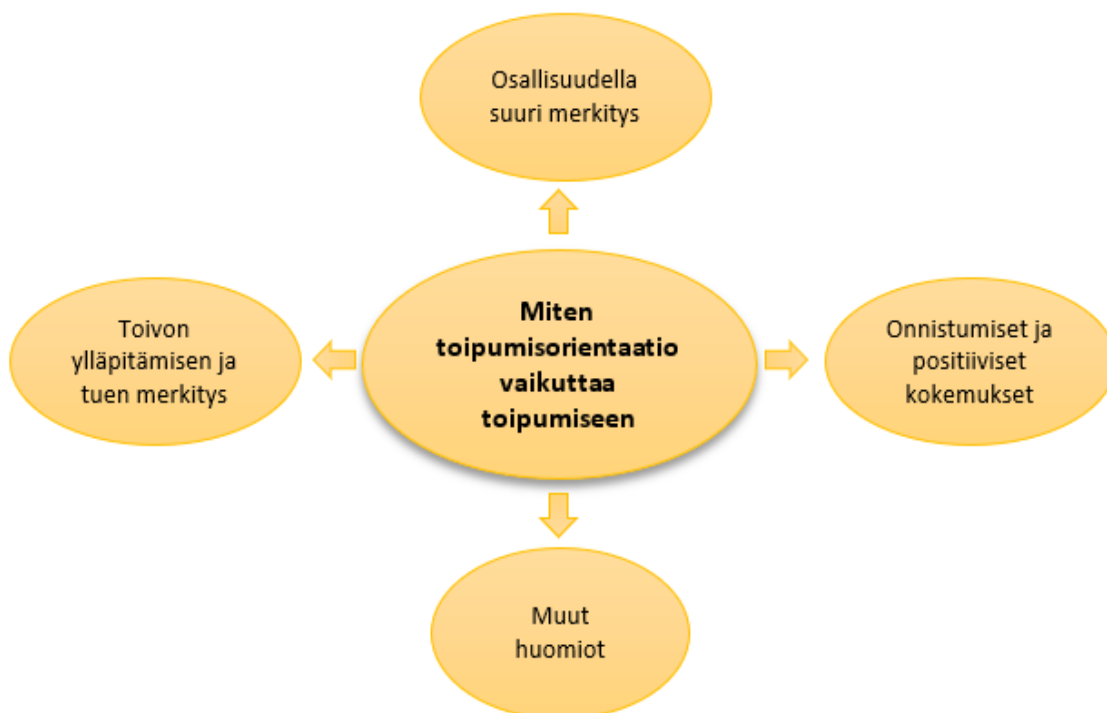 Osallisuudella
suuri merkitys
Toivon
ylläpitämisen ja
tuen merkitys
Miten
toipumisorientaatio
vaikuttaa
toipumiseen
Onnistumiset ja
positiiviset
kokemukset
Muut
huomiot